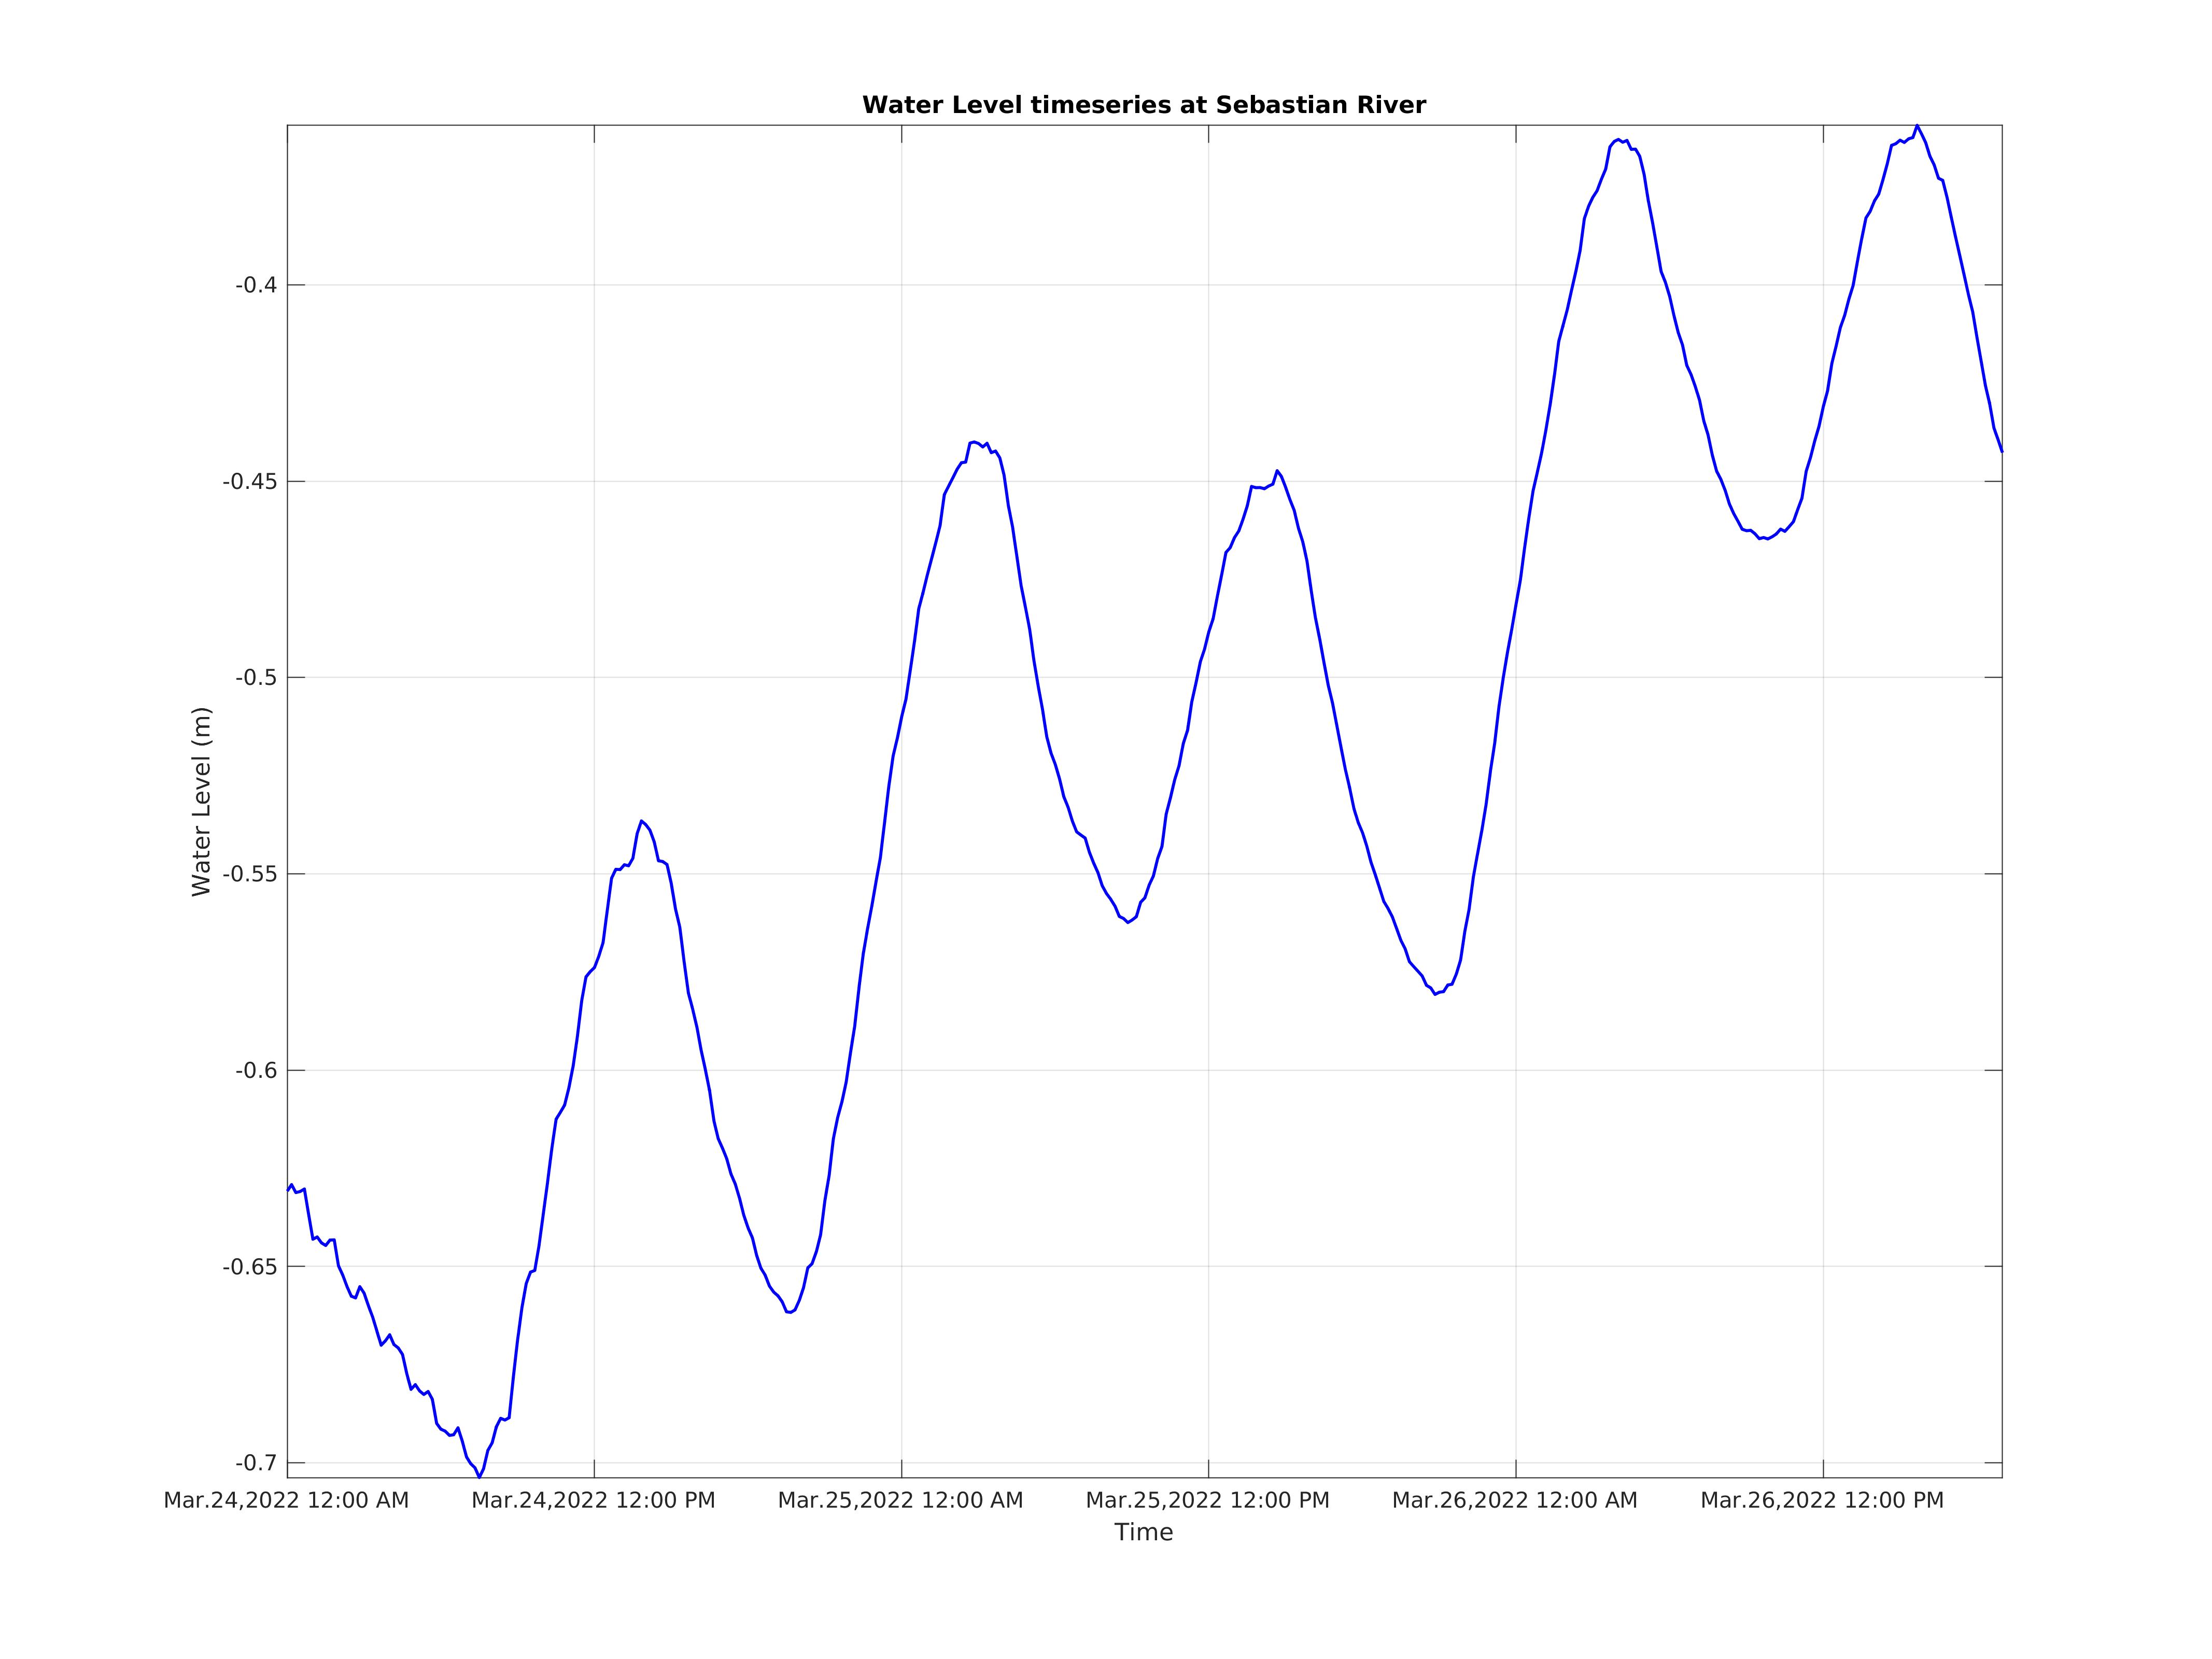 Water Level timeseries at Sebastian River
Water Level (m)
-0.4
-0.45
-0.5
-0.55
-0.6
-0.65
-0.7
Mar.24,2022 12:00 AM
Mar.24,2022 12:00 PM
Mar.25,2022 12:00 AM
Mar.25,2022 12:00 PM
Mar.26,2022 12:00 AM
Mar.26,2022 12:00 PM
Time